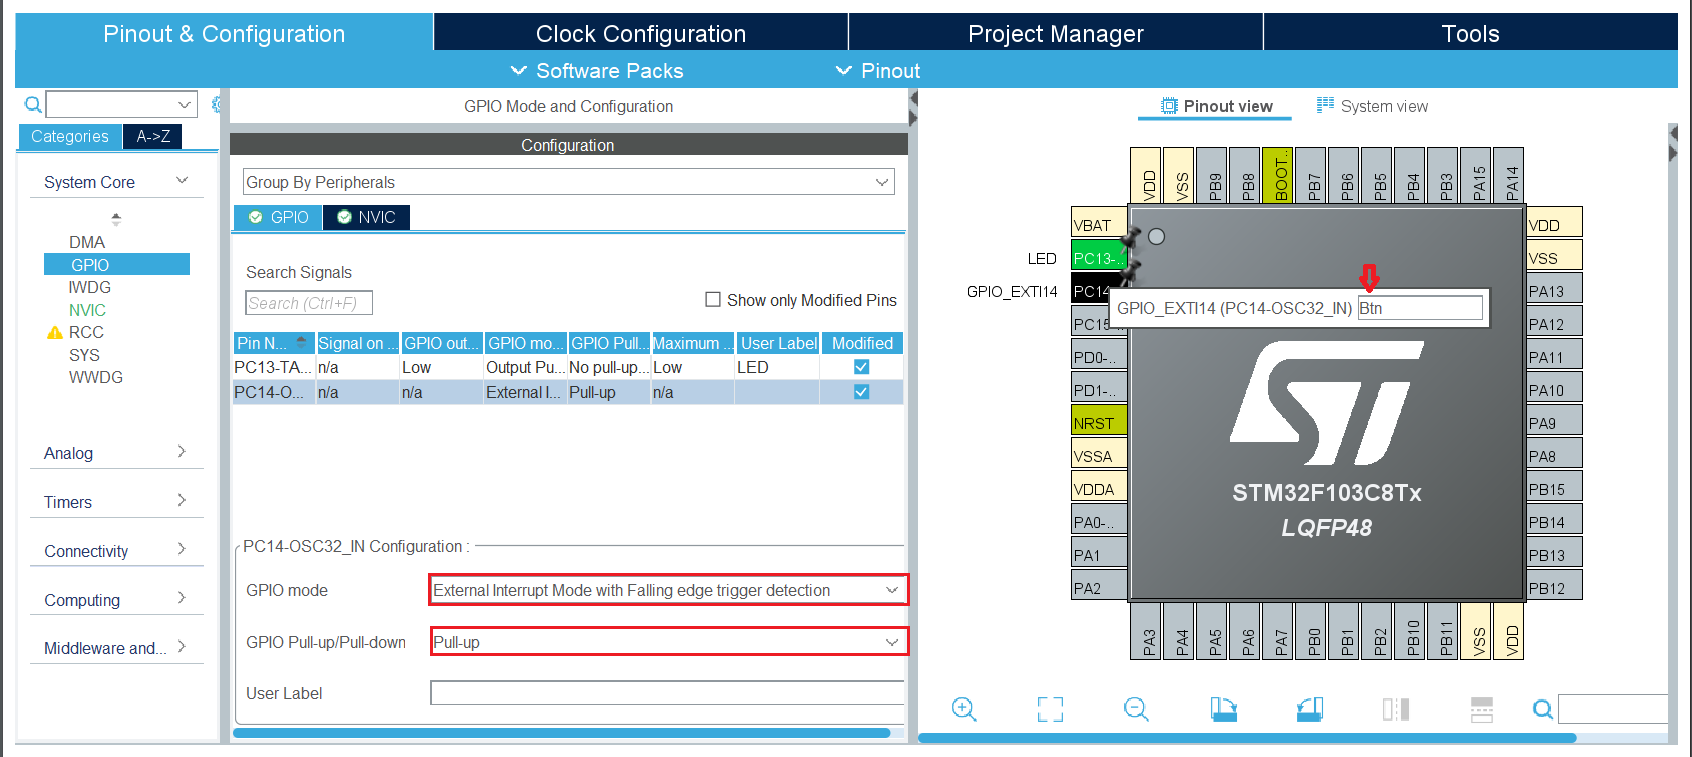 Pinout & Configuration
Clock Configuration
Project Manager
Tools
Software Packs
Pinout
Categories
A->Z
System Core
DMA
GPIO
IWDG
NVIC
RCC
SYS
WWDG
Analog
Timers
Connectivity
Computing
Middleware and...
GPIO Mode and Configuration
Configuration
Group By Peripherals
GPIO
NVIC
Search Signals
Search (Ctrl+F)
Show only Modified Pins
Pin N... Signal on ... GPIO out... GPIO mo... GPIO Pull... Maximum ... User Label Modified
PC13-TA... n/a Low Output Pu... No pull-up... Low LED
PC14-O... n/a n/a External I... Pull-up n/a
PC14-OSC32_IN Configuration :
GPIO mode
External Interrupt Mode with Falling edge trigger detection
GPIO Pull-up/Pull-down
Pull-up
User Label
Pinout view
System view
VDD
VSS
PB9
PB8
BOOT..
PB7
PB6
PB5
PB4
PB3
PA15
PA14
VBAT
LED
PC13-..
GPIO_EXTI14
PC14
GPIO_EXTI14 (PC14-OSC32_IN)
Btn
PC15
PD0-..
PD1-..
NRST
VSSA
VDDA
PA0-..
PA1
PA2
STM32F103C8Tx
LQFP48
VDD
VSS
PA13
PA12
PA11
PA10
PA9
PA8
PB15
PB14
PB13
PB12
PA3
PA4
PA5
PA6
PA7
PB0
PB1
PB2
PB10
PB11
VSS
VDD